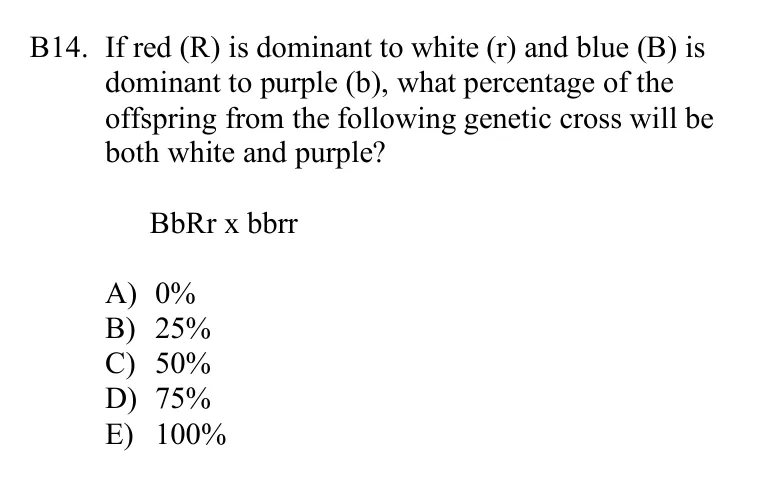 B14. If red (R) is dominant to white (r) and blue (B) is
dominant to purple (b), what percentage of the
offspring from the following genetic cross will be
both white and purple?
BbRr x bbrr
A) 0%
B) 25%
C) 50%
D) 75%
E) 100%